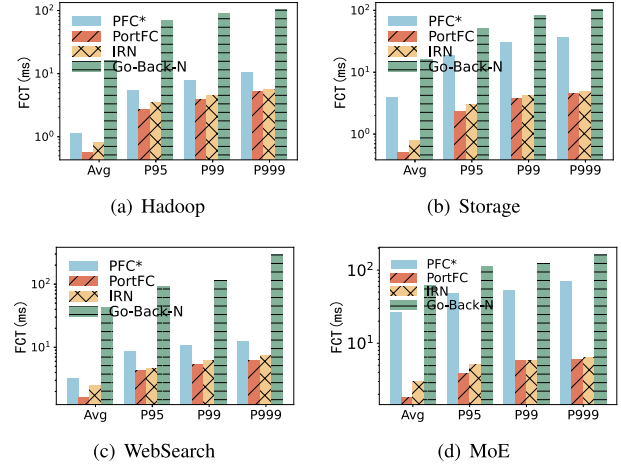 PFC*
PortFC
IRN
Go-Back-N
FCT (ms)
10²
10¹
10⁰
Avg P95 P99 P999
(a) Hadoop
PFC*
PortFC
IRN
Go-Back-N
FCT (ms)
10²
10¹
10⁰
Avg P95 P99 P999
(b) Storage
PFC*
PortFC
IRN
Go-Back-N
FCT (ms)
10²
10¹
Avg P95 P99 P999
(c) WebSearch
PFC*
PortFC
IRN
Go-Back-N
FCT (ms)
10²
10¹
Avg P95 P99 P999
(d) MoE